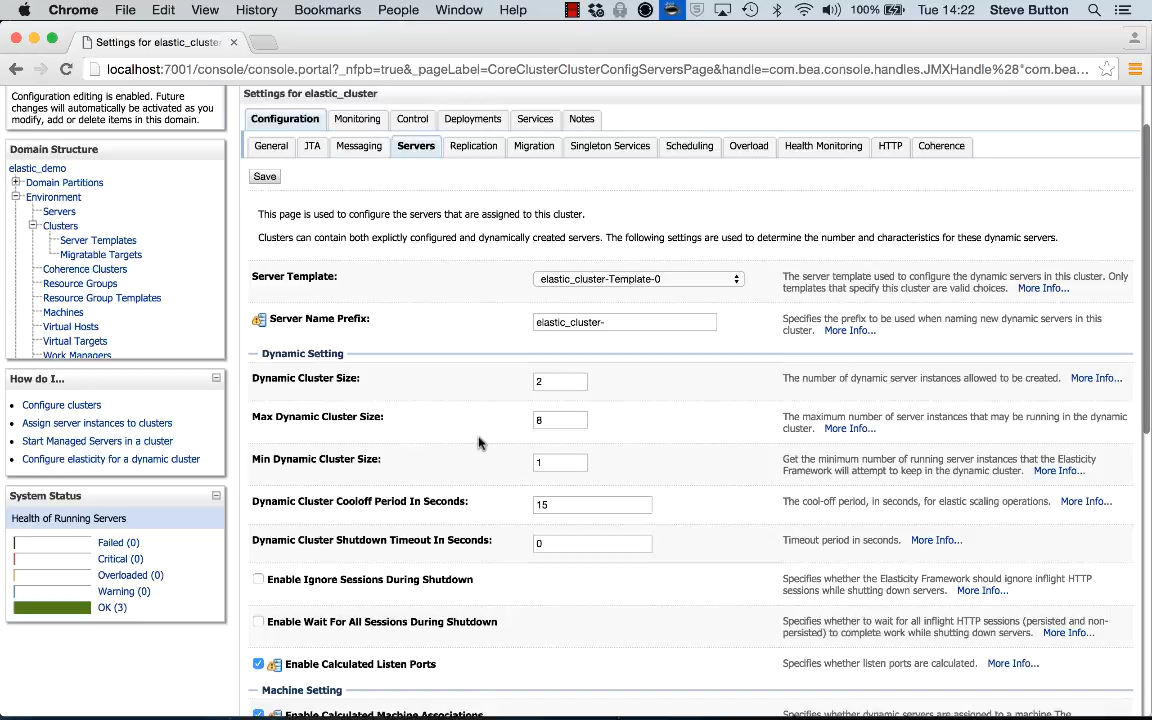 Chrome File Edit View History Bookmarks People Window Help 100% Tue 14:22 Steve Button
Settings for elastic_cluster
localhost:7001/console/console.portal?_nfpb=true&_pageLabel=CoreClusterClusterConfigServersPage&handle=com.bea.console.handles.JMXHandle%28"com.bea...
Configuration editing is enabled. Future
changes will automatically be activated as you
modify, add or delete items in this domain.
Domain Structure
elastic_demo
Domain Partitions
Environment
Servers
Clusters
Server Templates
Migratable Targets
Coherence Clusters
Resource Groups
Resource Group Templates
Machines
Virtual Hosts
Virtual Targets
Work Managers
How do I...
Configure clusters
Assign server instances to clusters
Start Managed Servers in a cluster
Configure elasticity for a dynamic cluster
System Status
Health of Running Servers
Failed (0)
Critical (0)
Overloaded (0)
Warning (0)
OK (3)
Settings for elastic_cluster
Configuration Monitoring Control Deployments Services Notes
General JTA Messaging Servers Replication Migration Singleton Services Scheduling Overload Health Monitoring HTTP Coherence
Save
This page is used to configure the servers that are assigned to this cluster.
Clusters can contain both explictly configured and dynamically created servers. The following settings are used to determine the number and characteristics for these dynamic servers.
Server Template: elastic_cluster-Template-0
The server template used to configure the dynamic servers in this cluster. Only
templates that specify this cluster are valid choices. More Info...
Server Name Prefix: elastic_cluster-
Specifies the prefix to be used when naming new dynamic servers in this
cluster. More Info...
Dynamic Setting
Dynamic Cluster Size: 2
The number of dynamic server instances allowed to be created. More Info...
Max Dynamic Cluster Size: 8
The maximum number of server instances that may be running in the dynamic
cluster. More Info...
Min Dynamic Cluster Size: 1
Get the minimum number of running server instances that the Elasticity
Framework will attempt to keep in the dynamic cluster. More Info...
Dynamic Cluster Cooloff Period In Seconds: 15
The cool-off period, in seconds, for elastic scaling operations. More Info...
Dynamic Cluster Shutdown Timeout In Seconds: 0
Timeout period in seconds. More Info...
Enable Ignore Sessions During Shutdown
Specifies whether the Elasticity Framework should ignore inflight HTTP
sessions while shutting down servers. More Info...
Enable Wait For All Sessions During Shutdown
Specifies whether to wait for all inflight HTTP sessions (persisted and non-
persisted) to complete work while shutting down servers. More Info...
Enable Calculated Listen Ports
Specifies whether listen ports are calculated. More Info...
Machine Setting
Enable Calculated Machine Associations
Specifies whether dynamic servers are assigned to a machine The